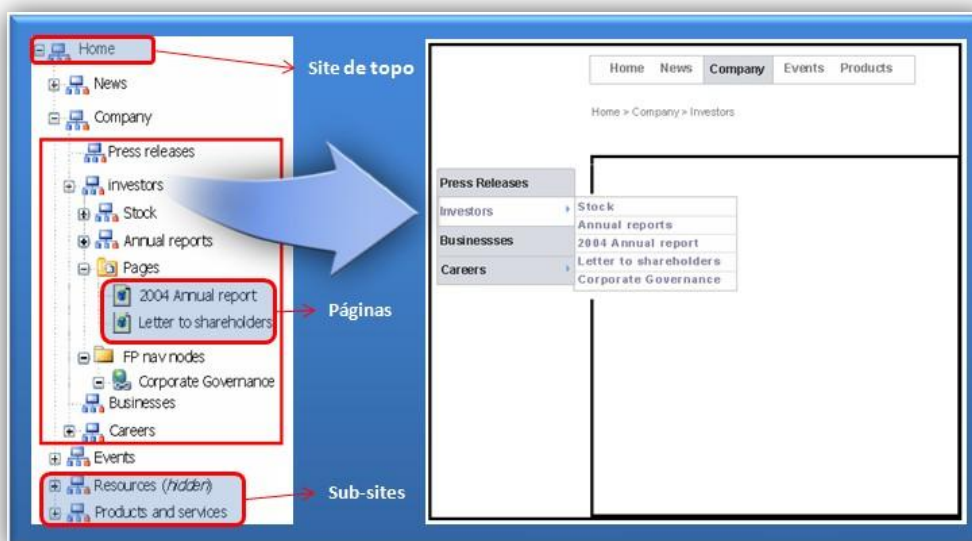 Home
News
Company
Press releases
investors
Stock
Annual reports
Pages
2004 Annual report
Letter to shareholders
FP nav nodes
Corporate Governance
Businesses
Careers
Events
Resources (hidden)
Products and services
Site de topo
Páginas
Sub-sites
Home News Company Events Products
Home > Company > Investors
Press Releases
Investors
Businessses
Careers
Stock
Annual reports
2004 Annual report
Letter to shareholders
Corporate Governance